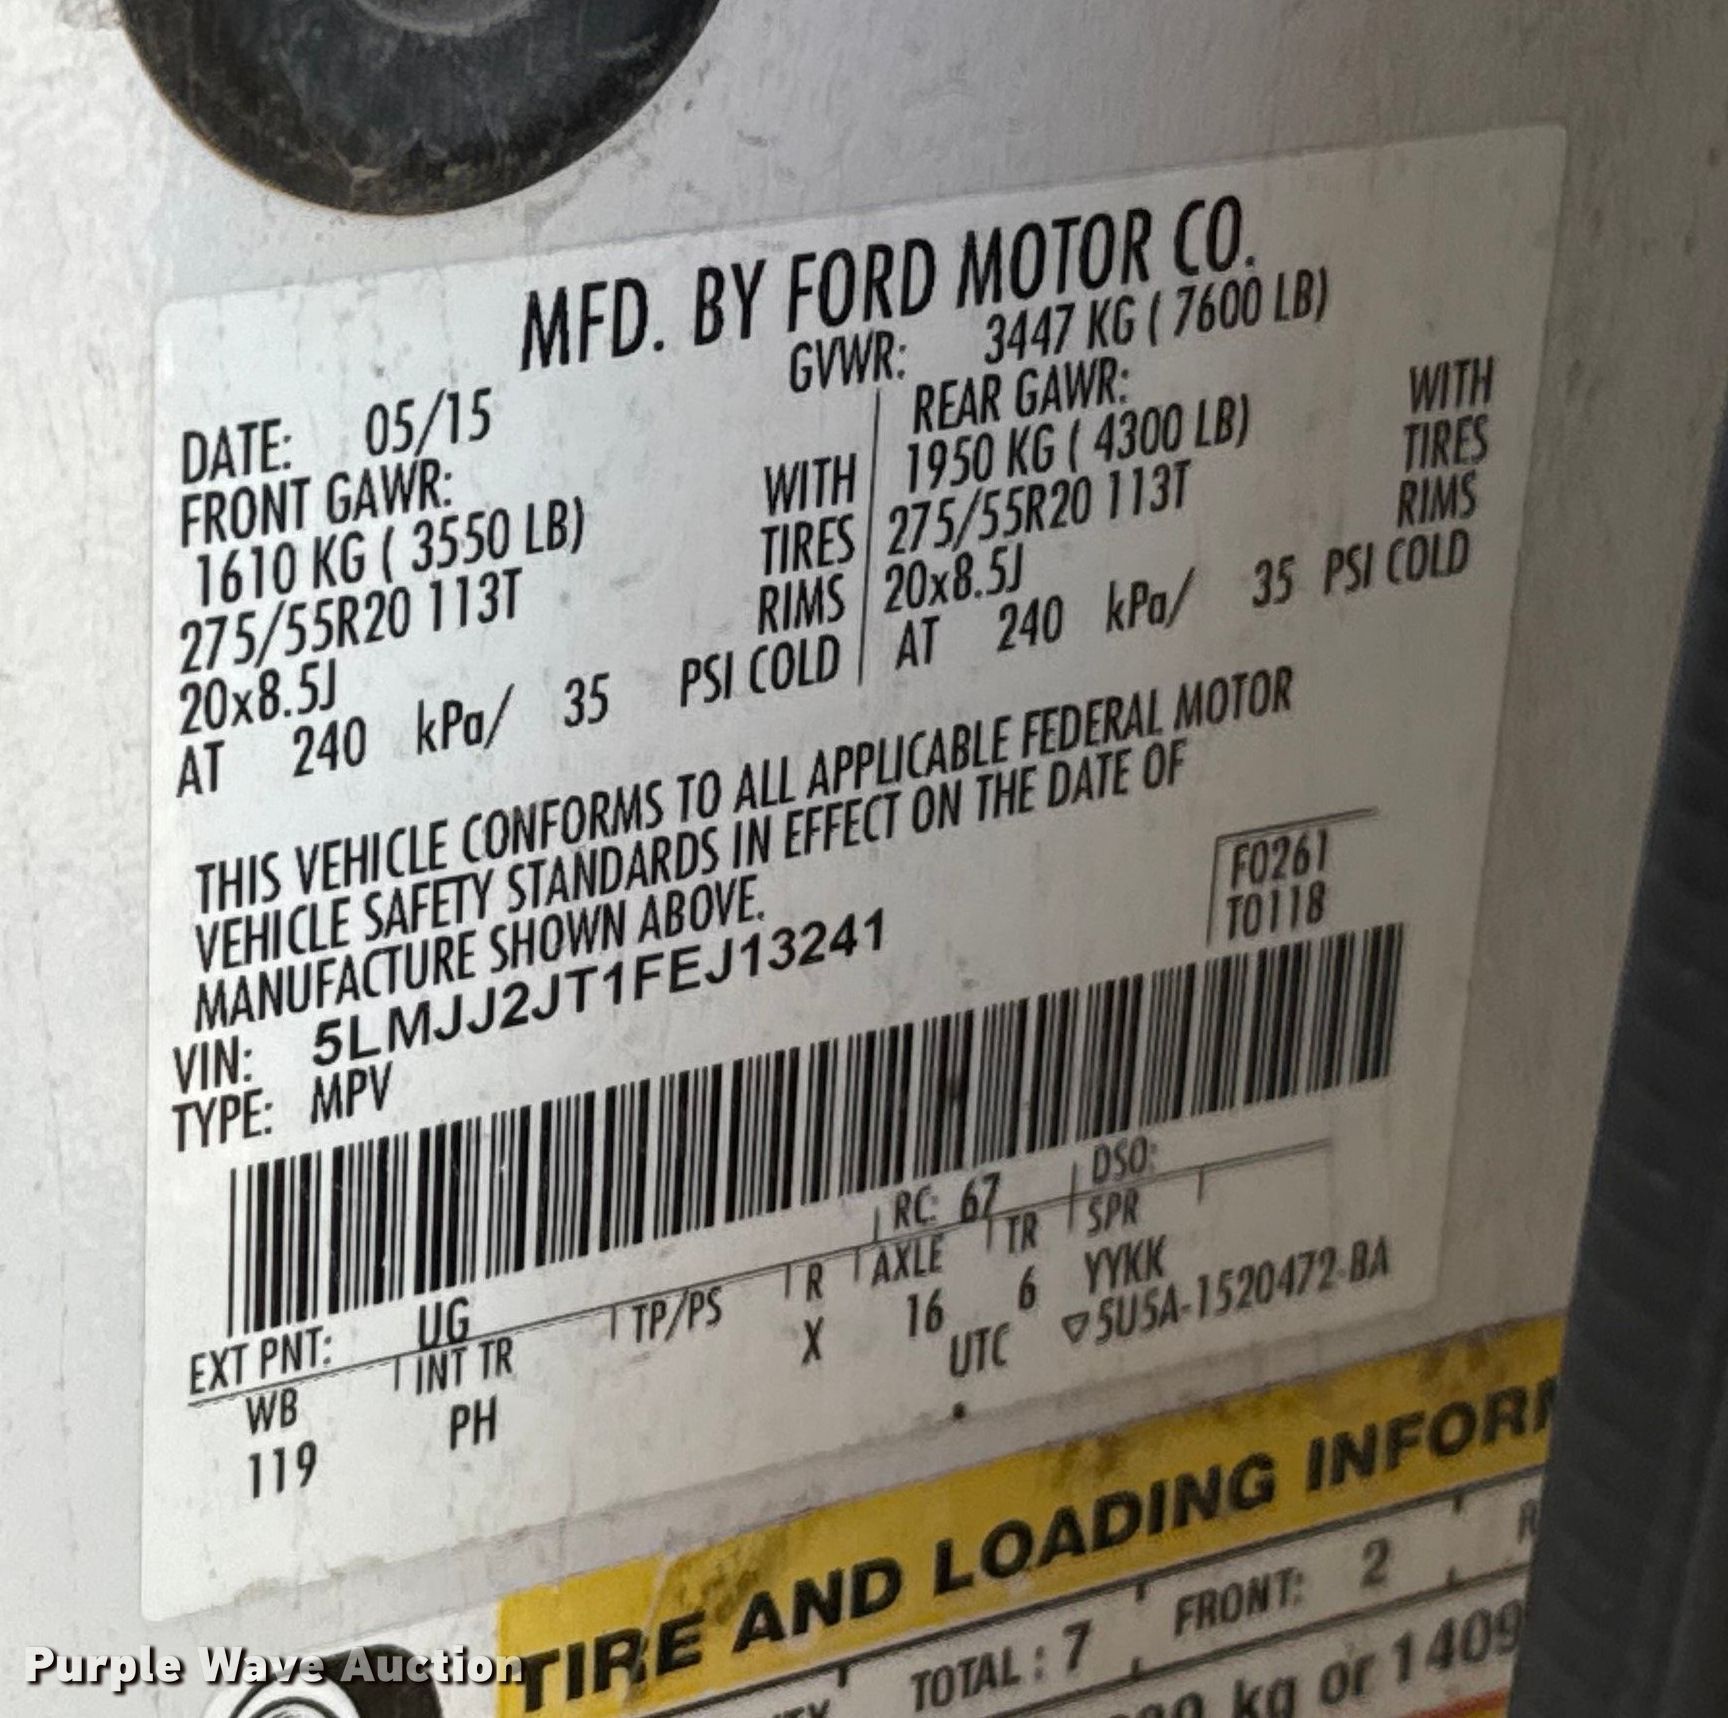 MFD. BY FORD MOTOR CO.
DATE: 05/15 GVWR: 3447 KG ( 7600 LB)
FRONT GAWR: REAR GAWR:
1610 KG ( 3550 LB) WITH 1950 KG ( 4300 LB) WITH
275/55R20 113T TIRES 275/55R20 113T TIRES
20x8.5J RIMS 20x8.5J RIMS
AT 240 kPa/ 35 PSI COLD AT 240 kPa/ 35 PSI COLD
THIS VEHICLE CONFORMS TO ALL APPLICABLE FEDERAL MOTOR
VEHICLE SAFETY STANDARDS IN EFFECT ON THE DATE OF
MANUFACTURE SHOWN ABOVE.
F0261
T0118
VIN: 5LMJJ2JT1FEJ13241
TYPE: MPV
EXT PNT: UG RC: 67 DSO:
WB INT TR TP/PS R AXLE TR SPR
119 PH X 16 6 YYKK
UTC ▽5U5A-1520472-BA
TIRE AND LOADING INFOR
TOTAL : 7 FRONT: 2
kg or 1409
Purple Wave Auction